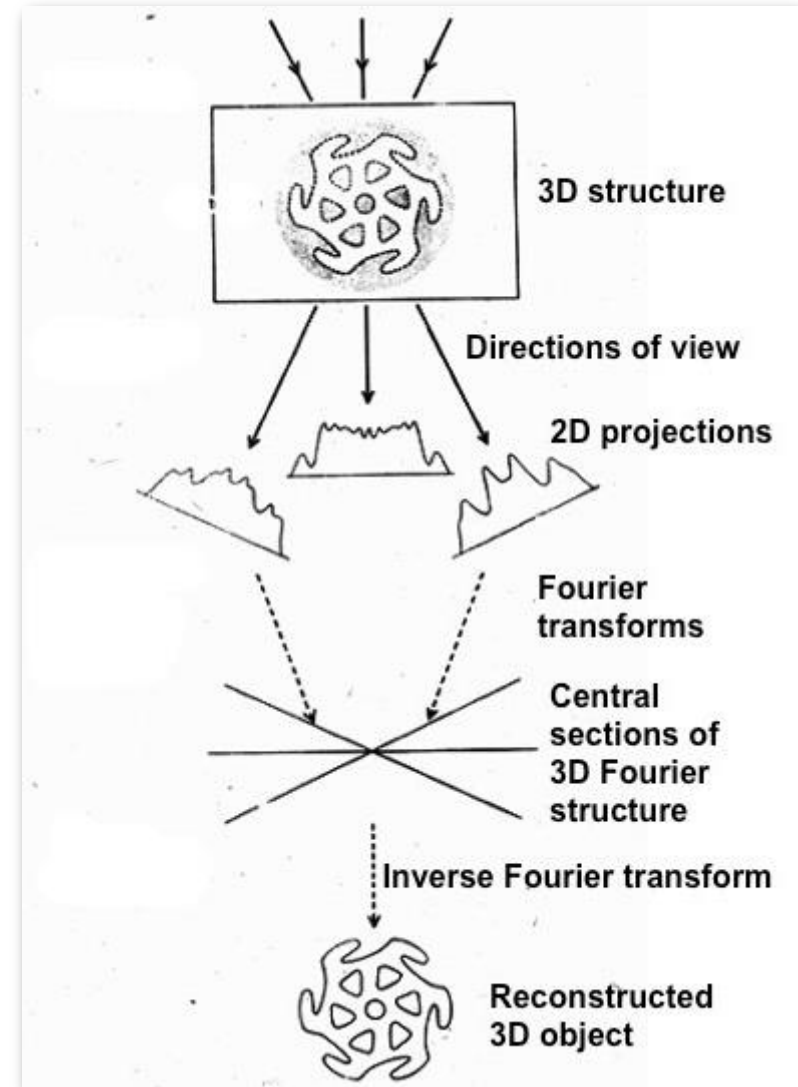 3D structure
Directions of view
2D projections
Fourier
transforms
Central
sections of
3D Fourier
structure
Inverse Fourier transform
Reconstructed
3D object